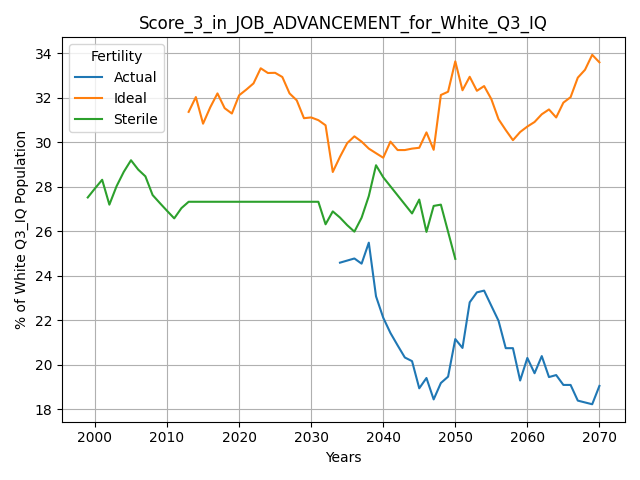 Score_3_in_JOB_ADVANCEMENT_for_White_Q3_IQ
Fertility
Actual
Ideal
Sterile
% of White Q3_IQ Population
34
32
30
28
26
24
22
20
18
2000 2010 2020 2030 2040 2050 2060 2070
Years